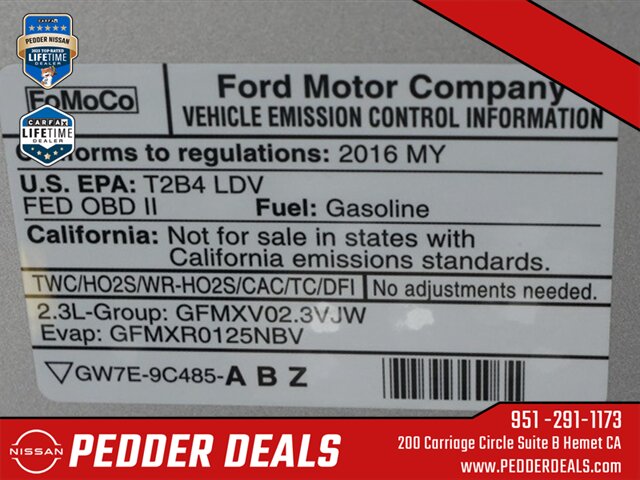 CARFAX
PEDDER NISSAN
2023 TOP-RATED
LIFETIME
DEALER
CARFAX
LIFETIME
DEALER
FoMoCo
Ford Motor Company
VEHICLE EMISSION CONTROL INFORMATION
forms to regulations: 2016 MY
U.S. EPA: T2B4 LDV
FED OBD II Fuel: Gasoline
California: Not for sale in states with
California emissions standards.
TWC/HO2S/WR-HO2S/CAC/TC/DFI No adjustments needed.
2.3L-Group: GFMXV02.3VJW
Evap: GFMXR0125NBV
GW7E-9C485-A B Z
NISSAN
PEDDER DEALS
951 -291-1173
200 Carriage Circle Suite B Hemet CA
www.PEDDERDEALS.com